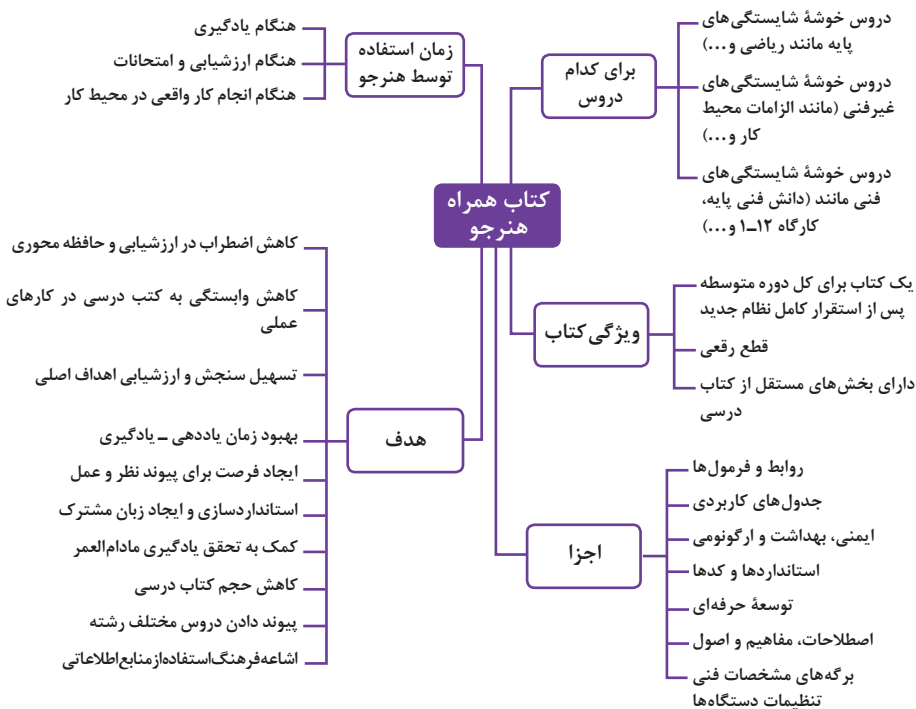 کتاب همراه
هنرجو
برای کدام
دروس
دروس خوشۀ شایستگی‌های
پایه مانند ریاضی و...)
دروس خوشۀ شایستگی‌های
غیرفنی (مانند الزامات محیط
کار و...)
دروس خوشۀ شایستگی‌های
فنی مانند (دانش فنی پایه،
کارگاه ۱۲ــ۱ و...)
ویژگی کتاب
یک کتاب برای کل دوره متوسطه
پس از استقرار کامل نظام جدید
قطع رقعی
دارای بخش‌های مستقل از کتاب
درسی
اجزا
روابط و فرمول‌ها
جدول‌های کاربردی
ایمنی، بهداشت و ارگونومی
استانداردها و کدها
توسعۀ حرفه‌ای
اصطلاحات، مفاهیم و اصول
برگه‌های مشخصات فنی
تنظیمات دستگاه‌ها
زمان استفاده
توسط هنرجو
هنگام یادگیری
هنگام ارزشیابی و امتحانات
هنگام انجام کار واقعی در محیط کار
هدف
کاهش اضطراب در ارزشیابی و حافظه محوری
کاهش وابستگی به کتب درسی در کارهای
عملی
تسهیل سنجش و ارزشیابی اهداف اصلی
بهبود زمان یاددهی ــ یادگیری
ایجاد فرصت برای پیوند نظر و عمل
استانداردسازی و ایجاد زبان مشترک
کمک به تحقق یادگیری مادام‌العمر
کاهش حجم کتاب درسی
پیوند دادن دروس مختلف رشته
اشاعه‌فرهنگ‌استفاده‌ازمنابع‌اطلاعاتی